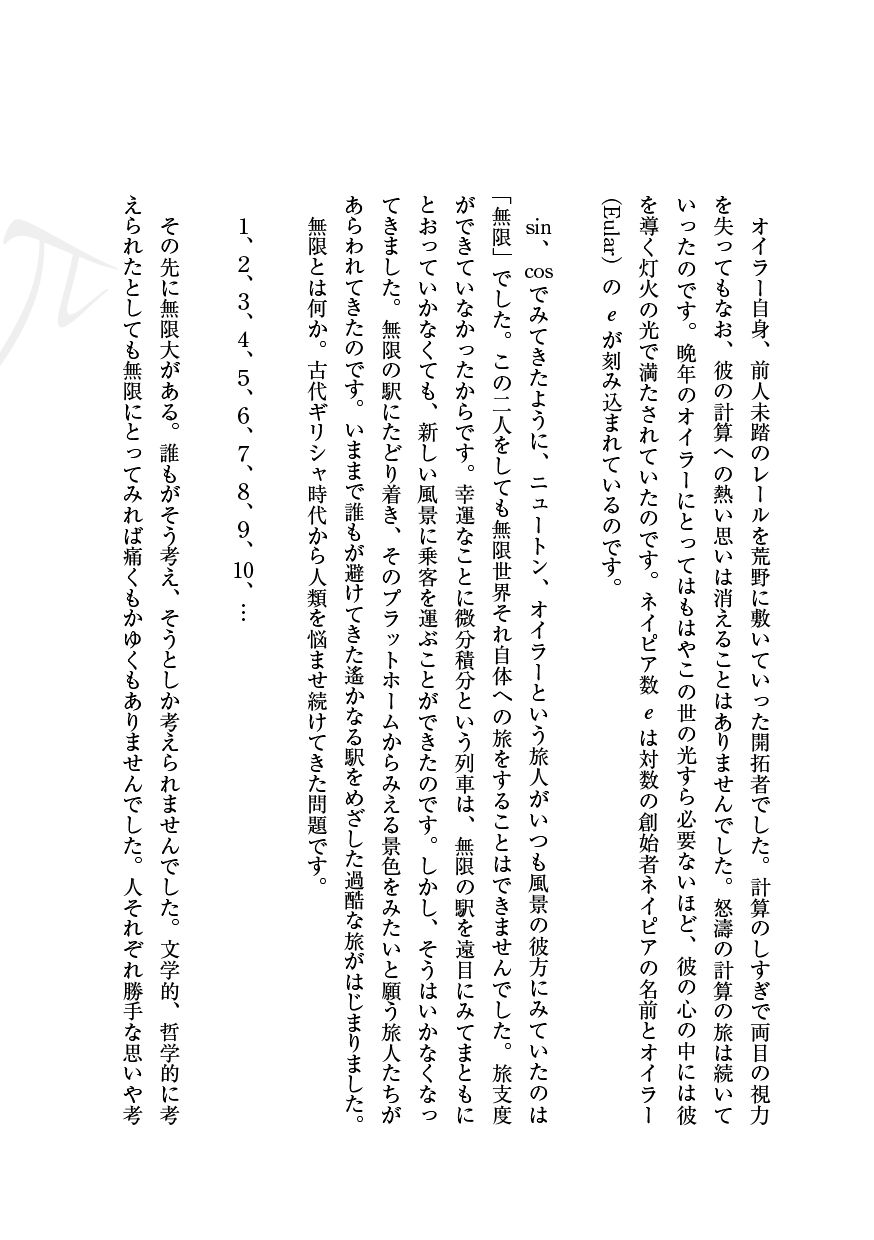 オイラー自身、前人未踏のレールを荒野に敷いていった開拓者でした。計算のしすぎで両目の視力
を失ってもなお、彼の計算への熱い思いは消えることはありませんでした。怒濤の計算の旅は続いて
いったのです。晩年のオイラーにとってはもはやこの世の光すら必要ないほど、彼の心の中には彼
を導く灯火の光で満たされていたのです。ネイピア数 e は対数の創始者ネイピアの名前とオイラー
(Eular) の e が刻み込まれているのです。
sin、cosでみてきたように、ニュートン、オイラーという旅人がいつも風景の彼方にみていたのは
「無限」でした。この二人をしても無限世界それ自体への旅をすることはできませんでした。旅支度
ができていなかったからです。幸運なことに微分積分という列車は、無限の駅を遠目にみてまともに
とおっていかなくても、新しい風景に乗客を運ぶことができたのです。しかし、そうはいかなくなっ
てきました。無限の駅にたどり着き、そのプラットホームからみえる景色をみたいと願う旅人たちが
あらわれてきたのです。いままで誰もが避けてきた遙かなる駅をめざした過酷な旅がはじまりました。
無限とは何か。古代ギリシャ時代から人類を悩ませ続けてきた問題です。
1、2、3、4、5、6、7、8、9、10、…
その先に無限大がある。誰もがそう考え、そうとしか考えられませんでした。文学的、哲学的に考
えられたとしても無限にとってみれば痛くもかゆくもありませんでした。人それぞれ勝手な思いや考
π